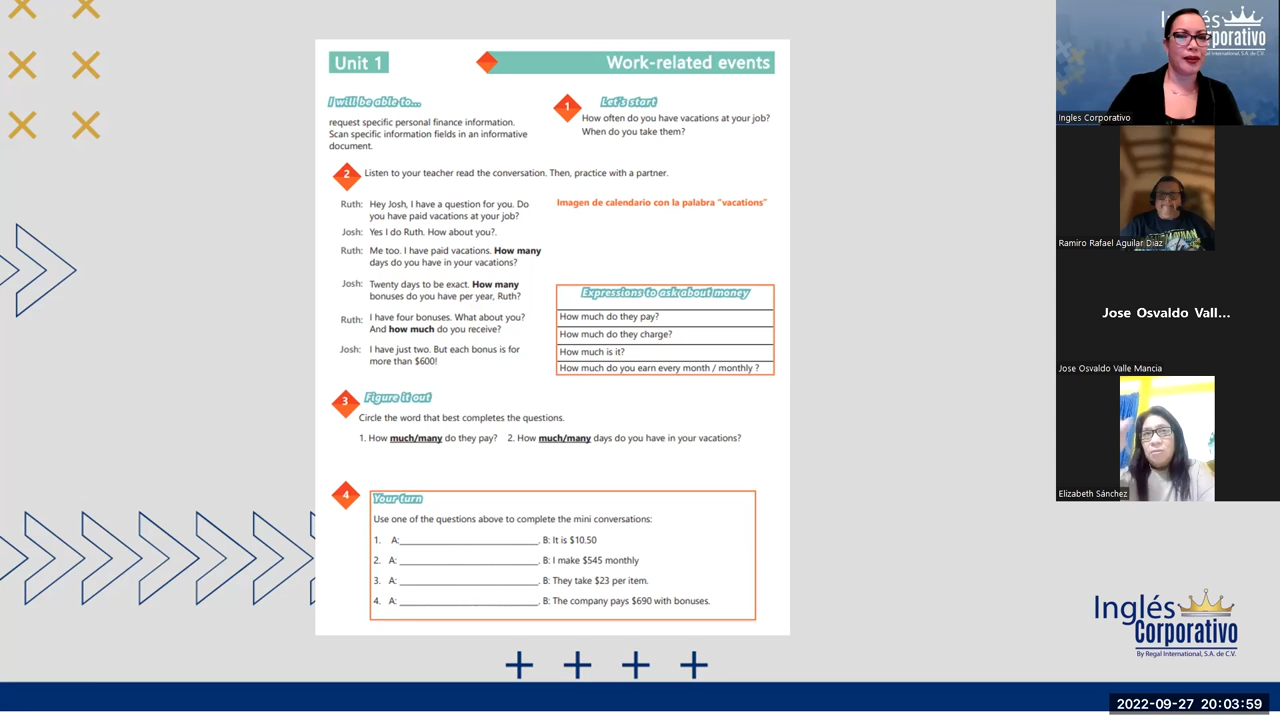 Unit 1
Work-related events
I will be able to...
request specific personal finance information.
Scan specific information fields in an informative
document.
1
Let's start
How often do you have vacations at your job?
When do you take them?
2
Listen to your teacher read the conversation. Then, practice with a partner.
Ruth: Hey Josh, I have a question for you. Do
you have paid vacations at your job?
Josh: Yes I do Ruth. How about you?.
Ruth: Me too. I have paid vacations. How many
days do you have in your vacations?
Josh: Twenty days to be exact. How many
bonuses do you have per year, Ruth?
Ruth: I have four bonuses. What about you?
And how much do you receive?
Josh: I have just two. But each bonus is for
more than $600!
Imagen de calendario con la palabra "vacations"
Expressions to ask about money
How much do they pay?
How much do they charge?
How much is it?
How much do you earn every month / monthly ?
3
Figure it out
Circle the word that best completes the questions.
1. How much/many do they pay? 2. How much/many days do you have in your vacations?
4
Your turn
Use one of the questions above to complete the mini conversations:
1. A:____________________________. B: It is $10.50
2. A: ____________________________. B: I make $545 monthly
3. A: ____________________________. B: They take $23 per item.
4. A: ____________________________. B: The company pays $690 with bonuses.
Inglés
Corporativo
By Regal International, S.A. de C.V.
Ingles Corporativo
Ramiro Rafael Aguilar Diaz
Jose Osvaldo Vall...
Jose Osvaldo Valle Mancia
Elizabeth Sánchez
2022-09-27 20:03:59